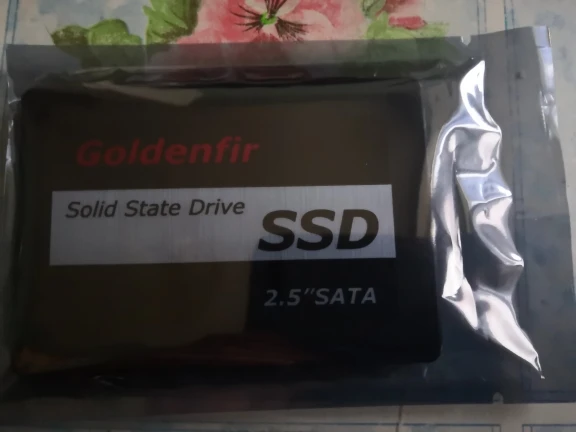 Goldenfir
Solid State Drive
SSD
2.5"SATA